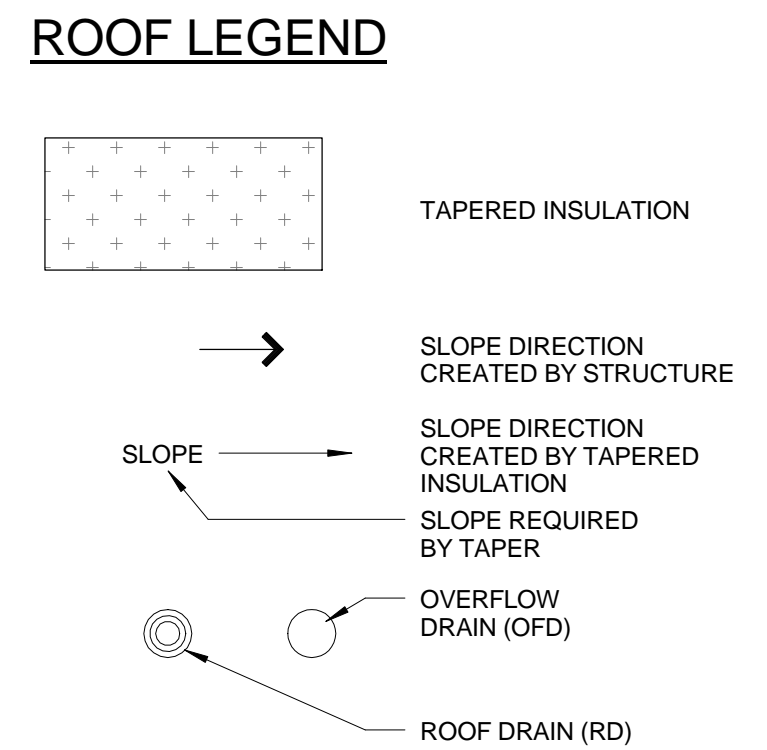 ROOF LEGEND
TAPERED INSULATION
SLOPE DIRECTION
CREATED BY STRUCTURE
SLOPE
SLOPE DIRECTION
CREATED BY TAPERED
INSULATION
SLOPE REQUIRED
BY TAPER
OVERFLOW
DRAIN (OFD)
ROOF DRAIN (RD)